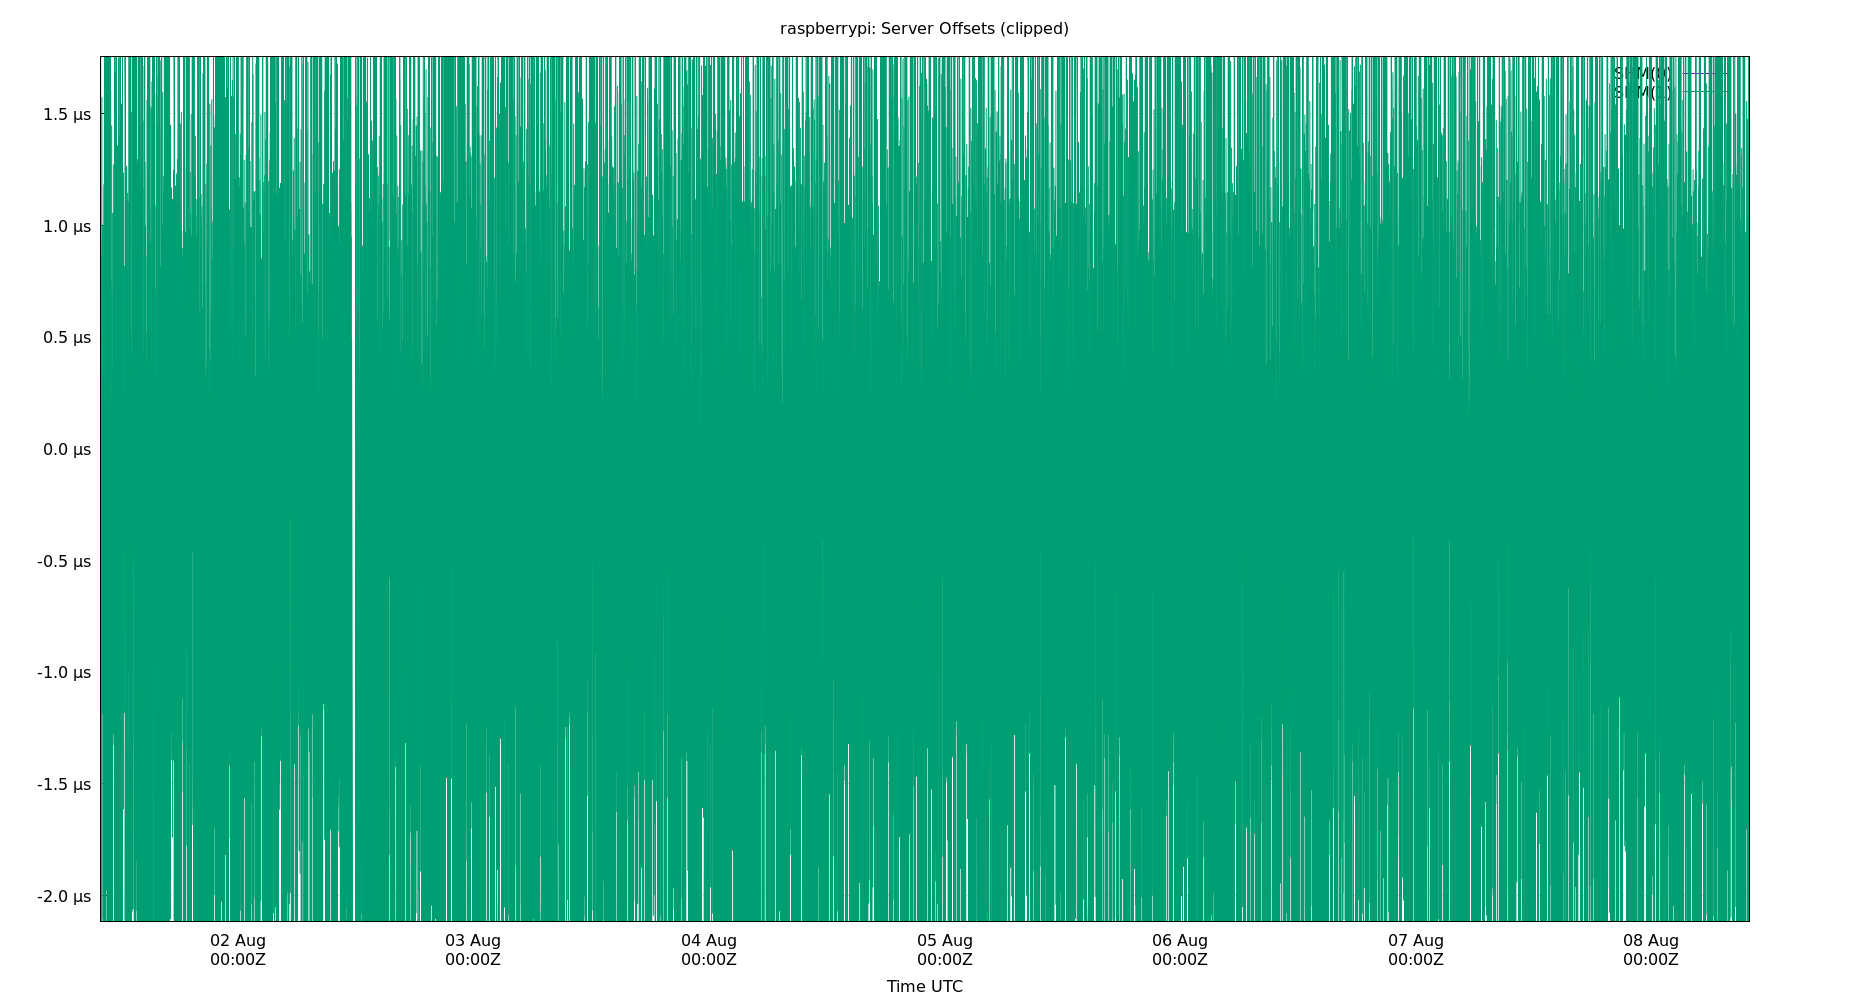 raspberrypi: Server Offsets (clipped)
SHM(0)
1.5 µs
1.0 µs
0.5 µs
0.0 µs
-0.5 µs
-1.0 µs
-1.5 µs
-2.0 µs
02 Aug 03 Aug 04 Aug 05 Aug 06 Aug 07 Aug 08 Aug
00:00Z 00:00Z 00:00Z 00:00Z 00:00Z 00:00Z 00:00Z
Time UTC